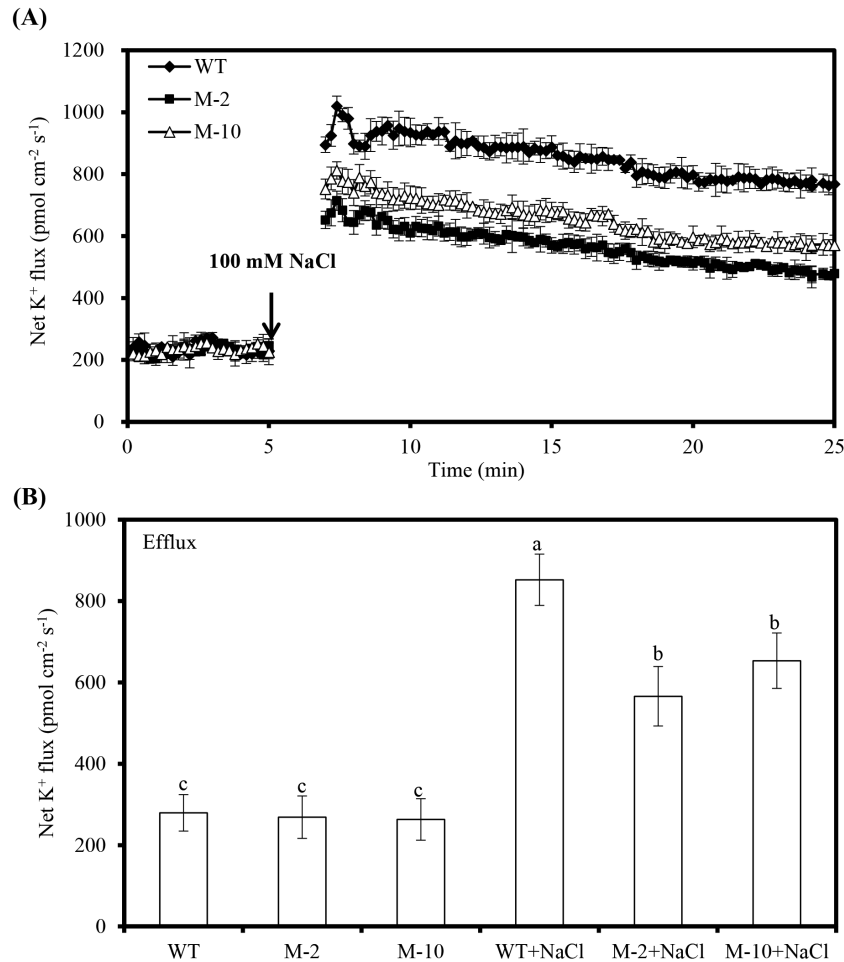 (A)
1200
1000
800
600
400
200
0
Net K⁺ flux (pmol cm⁻² s⁻¹)
WT
M-2
M-10
100 mM NaCl
0 5 10 15 20 25
Time (min)
(B)
1000
800
600
400
200
0
Net K⁺ flux (pmol cm⁻² s⁻¹)
Efflux
c c c a b b
WT M-2 M-10 WT+NaCl M-2+NaCl M-10+NaCl